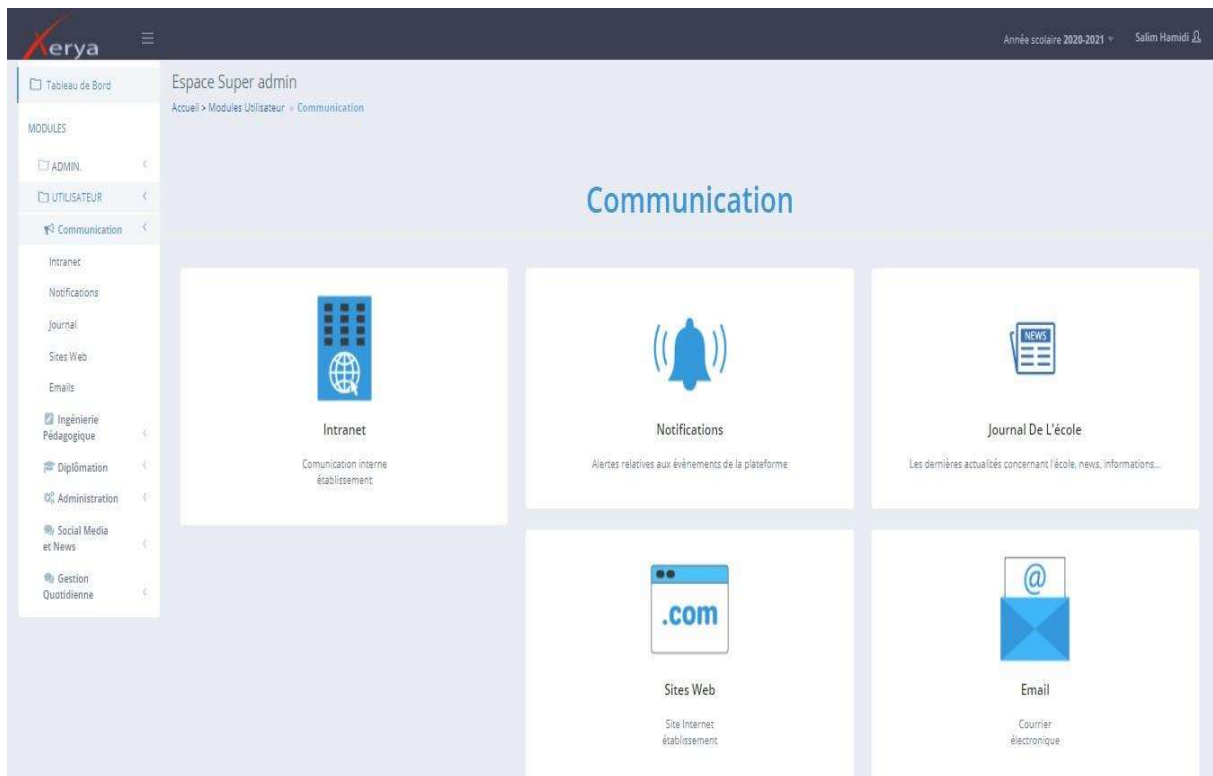 Xerya
Année scolaire 2020-2021
Salim Hamidi
Tableau de Bord
MODULES
ADMIN.
UTILISATEUR
Communication
Intranet
Notifications
Journal
Sites Web
Emails
Ingénierie
Pédagogique
Diplômation
Administration
Social Media
et News
Gestion
Quotidienne
Espace Super admin
Accueil > Modules Utilisateur » Communication
Communication
Intranet
Comunication interne
établissement
Notifications
Alertes relatives aux évènements de la plateforme
NEWS
Journal De L'école
Les dernières actualités concernant l'école, news, informations...
.com
Sites Web
Site Internet
établissement
@
Email
Courrier
électronique